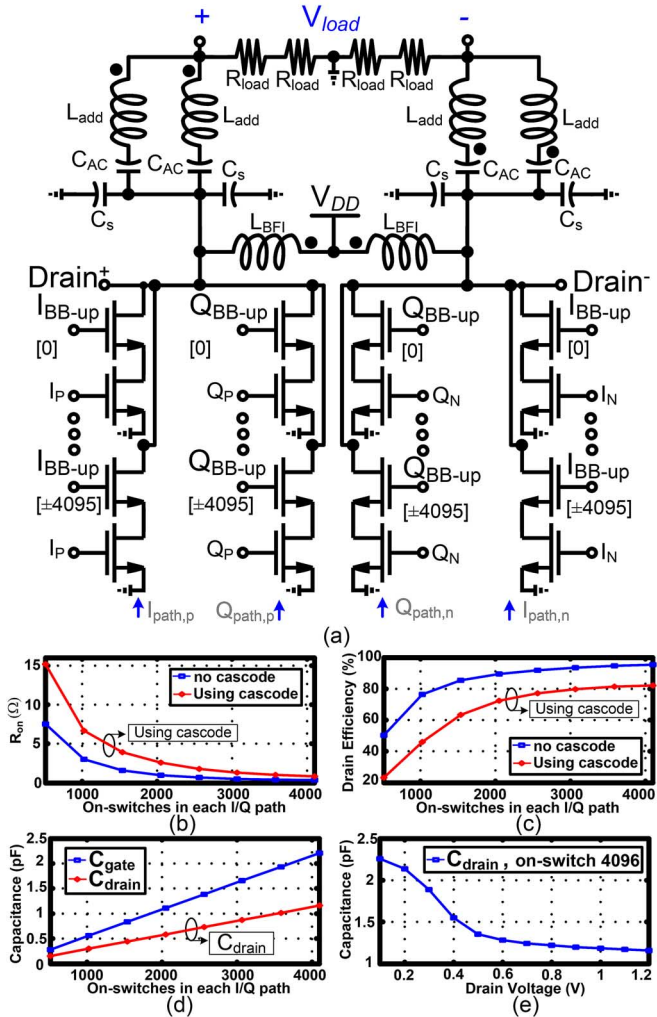 + V_load -
R_load R_load R_load R_load
L_add L_add L_add L_add
C_AC C_AC C_AC C_AC
C_s C_s C_s C_s
V_DD
L_BFI L_BFI
Drain+ Drain-
I_BB-up Q_BB-up Q_BB-up I_BB-up
[0] [0] [0] [0]
I_P Q_P Q_N I_N
I_BB-up Q_BB-up Q_BB-up I_BB-up
[±4095] [±4095] [±4095] [±4095]
I_P Q_P Q_N I_N
I_path,p Q_path,p Q_path,n I_path,n
(a)
R_on (Ω)
15
10
5
0
no cascode
Using cascode
Using cascode
1000 2000 3000 4000
On-switches in each I/Q path
(b)
Drain Efficiency (%)
100
80
60
40
20
Using cascode
no cascode
Using cascode
1000 2000 3000 4000
On-switches in each I/Q path
(c)
Capacitance (pF)
2.5
2
1.5
1
0.5
0
C_gate
C_drain
C_drain
1000 2000 3000 4000
On-switches in each I/Q path
(d)
Capacitance (pF)
2.5
2
1.5
1
C_drain , on-switch 4096
0.2 0.4 0.6 0.8 1 1.2
Drain Voltage (V)
(e)